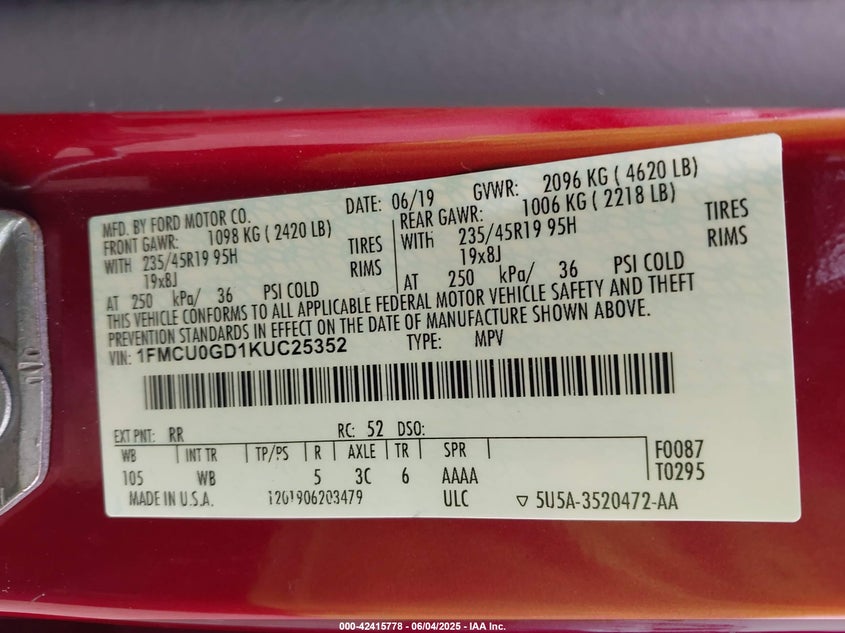 MFD. BY FORD MOTOR CO. DATE: 06/19 GVWR: 2096 KG ( 4620 LB)
FRONT GAWR: 1098 KG ( 2420 LB) REAR GAWR: 1006 KG ( 2218 LB)
WITH 235/45R19 95H TIRES WITH 235/45R19 95H TIRES
19x8J RIMS 19x8J RIMS
AT 250 kPa/ 36 PSI COLD AT 250 kPa/ 36 PSI COLD
THIS VEHICLE CONFORMS TO ALL APPLICABLE FEDERAL MOTOR VEHICLE SAFETY AND THEFT
PREVENTION STANDARDS IN EFFECT ON THE DATE OF MANUFACTURE SHOWN ABOVE.
VIN: 1FMCU0GD1KUC25352 TYPE: MPV
EXT PNT: RR RC: 52 DSO:
WB INT TR TP/PS R AXLE TR SPR F0087
105 WB 5 3C 6 AAAA T0295
MADE IN U.S.A. 1201906203479 ULC ▽ 5U5A-3520472-AA
000-42415778 - 06/04/2025 - IAA Inc.